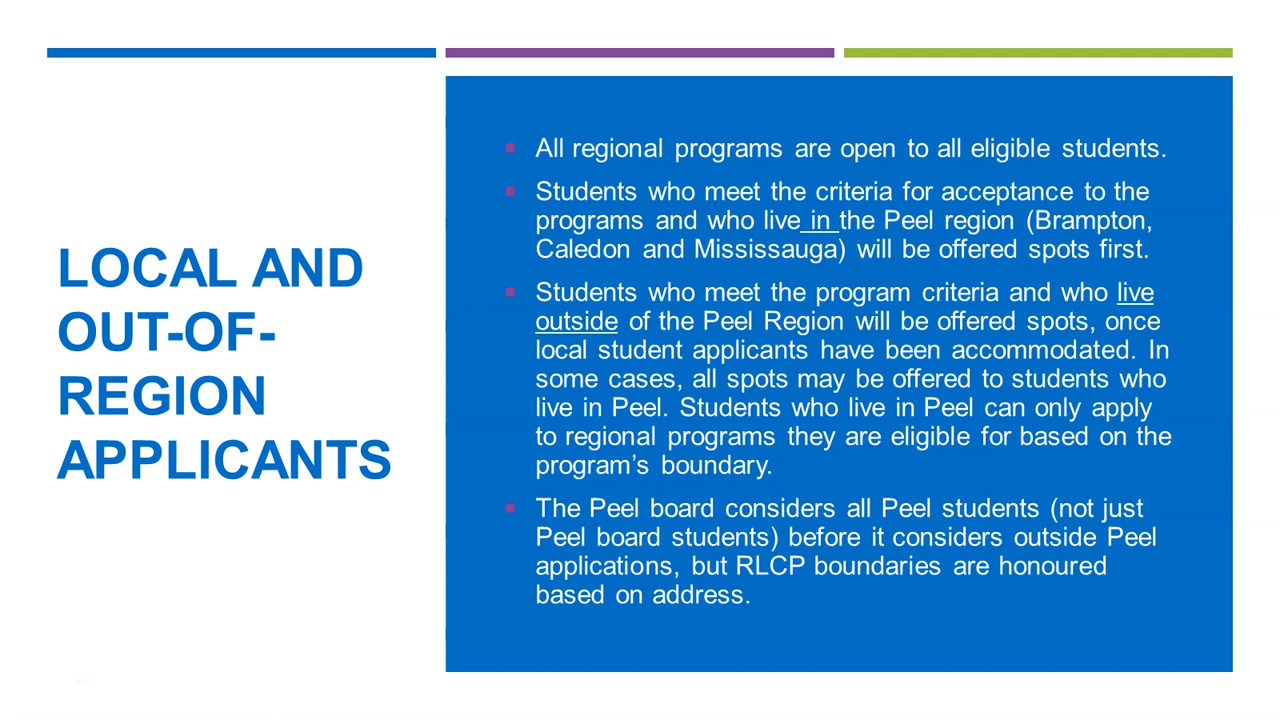 LOCAL AND
OUT-OF-
REGION
APPLICANTS
All regional programs are open to all eligible students.
Students who meet the criteria for acceptance to the
programs and who live in the Peel region (Brampton,
Caledon and Mississauga) will be offered spots first.
Students who meet the program criteria and who live
outside of the Peel Region will be offered spots, once
local student applicants have been accommodated. In
some cases, all spots may be offered to students who
live in Peel. Students who live in Peel can only apply
to regional programs they are eligible for based on the
program’s boundary.
The Peel board considers all Peel students (not just
Peel board students) before it considers outside Peel
applications, but RLCP boundaries are honoured
based on address.